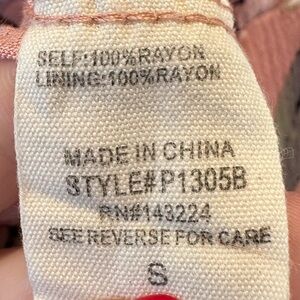 SELF:100%RAYON
LINING:100%RAYON
MADE IN CHINA
STYLE#P1305B
RN#143224
SEE REVERSE FOR CARE
S